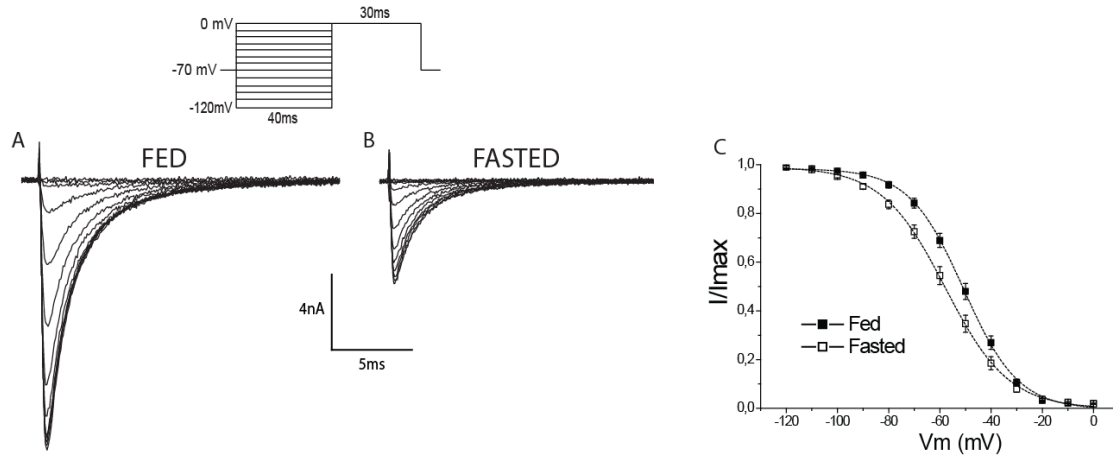 30ms
0 mV
-70 mV
-120mV
40ms
A
FED
B
FASTED
4nA
5ms
C
1,0
0,8
0,6
0,4
0,2
0,0
I/Imax
Fed
Fasted
-120
-100
-80
-60
-40
-20
0
Vm (mV)